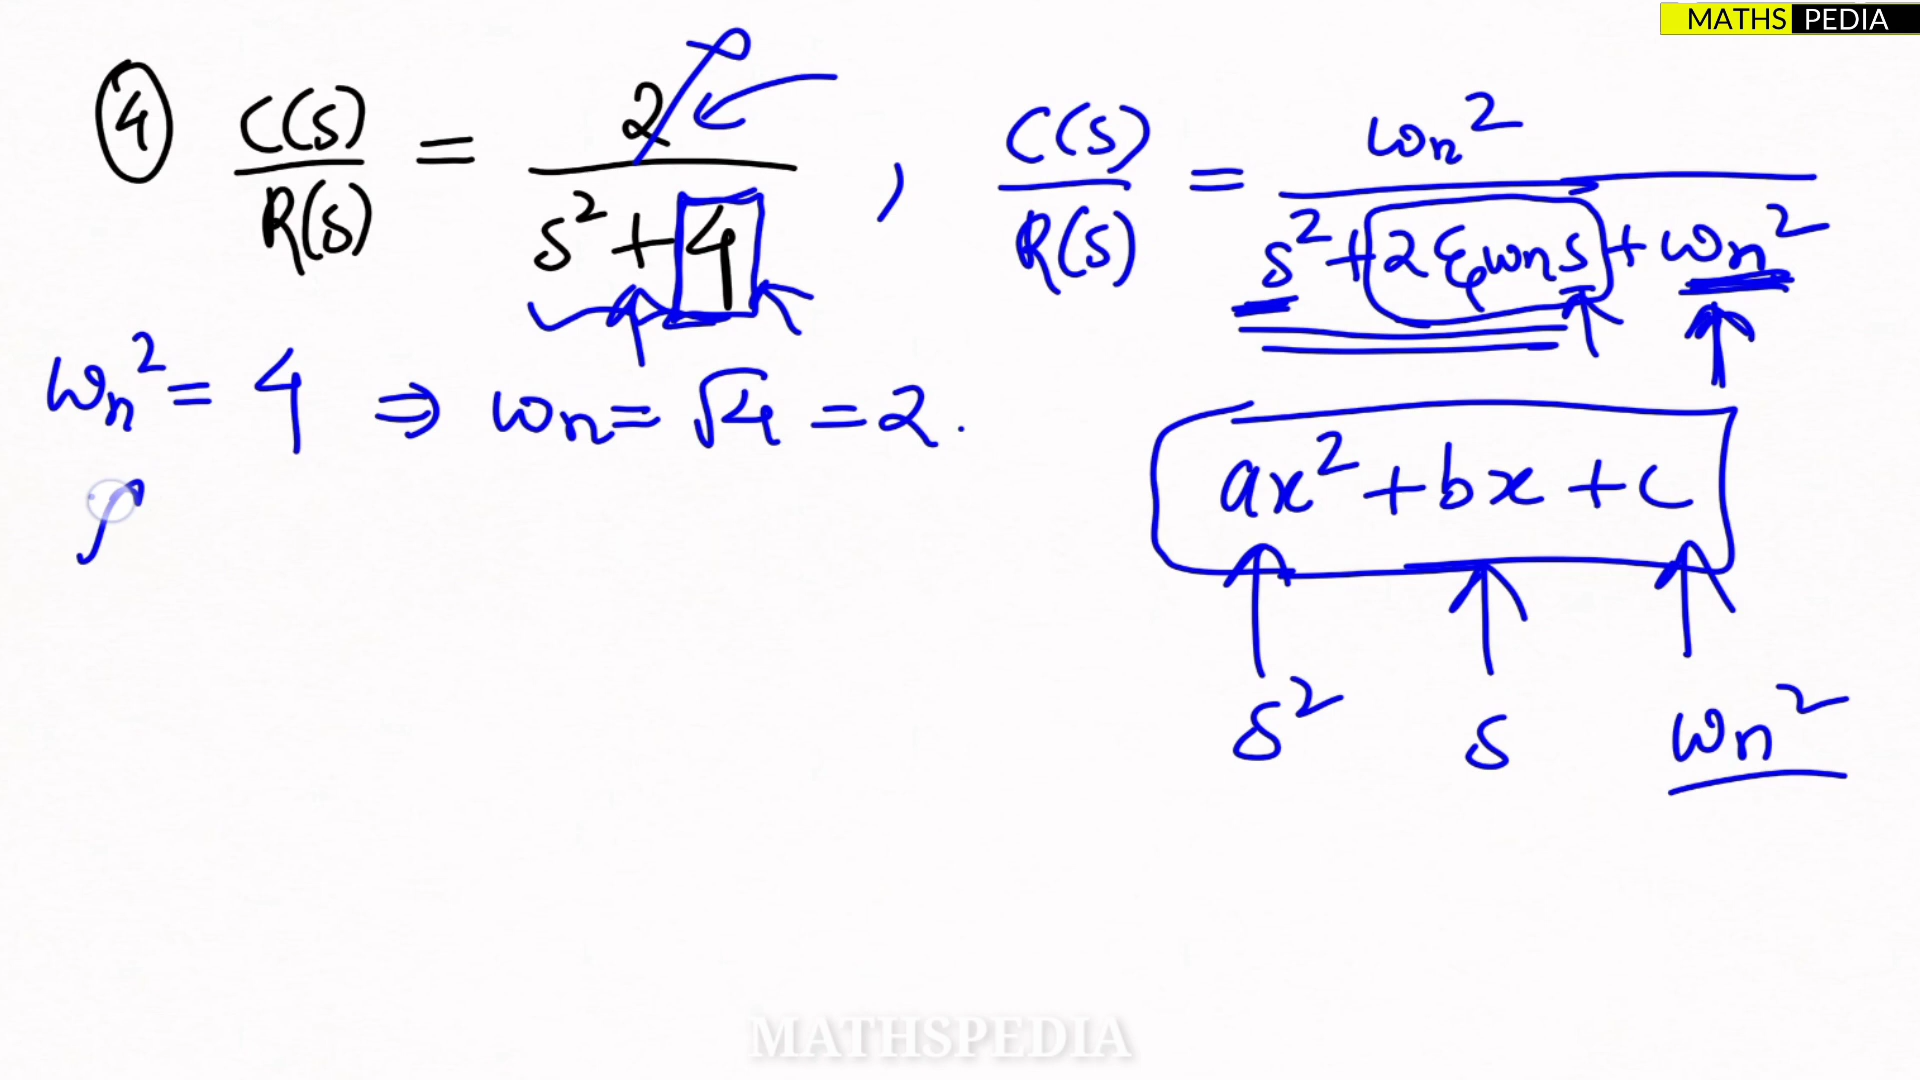 MATHS PEDIA
④ C(s)/R(s) = 2/(s² + 4) , C(s)/R(s) = ωn²/(s² + 2ξωns + ωn²)
ωn² = 4 ⇒ ωn = √4 = 2.
ax² + bx + c
s² s ωn²
MATHSPEDIA